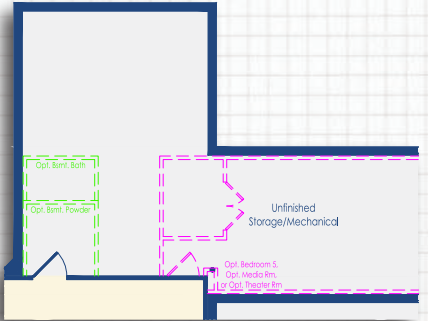 Opt. Bsmt. Bath
Opt. Bsmt. Powder
Unfinished
Storage/Mechanical
Opt. Bedroom 5,
Opt. Media Rm.
or Opt. Theater Rm